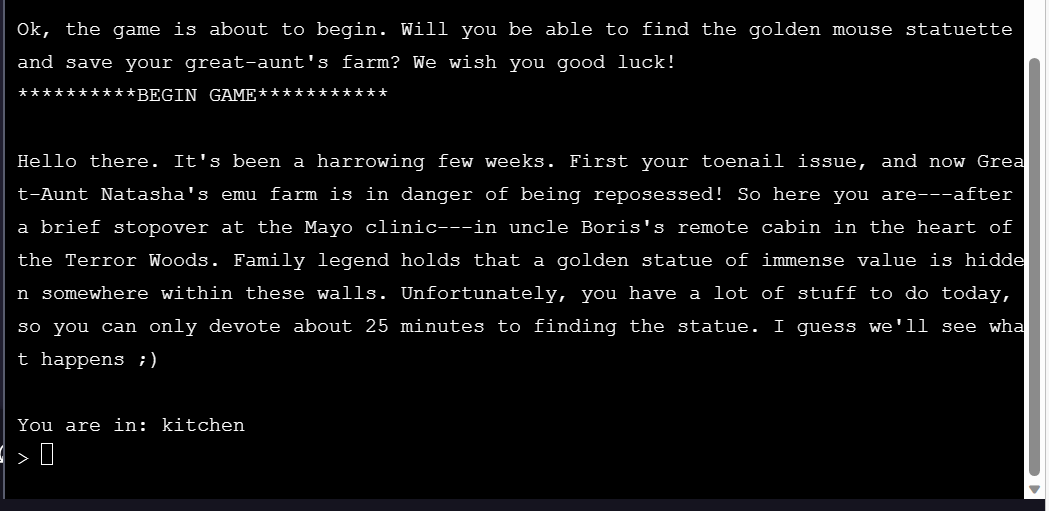 Ok, the game is about to begin. Will you be able to find the golden mouse statuette
and save your great-aunt's farm? We wish you good luck!
**********BEGIN GAME***********
Hello there. It's been a harrowing few weeks. First your toenail issue, and now Grea
t-Aunt Natasha's emu farm is in danger of being reposessed! So here you are---after
a brief stopover at the Mayo clinic---in uncle Boris's remote cabin in the heart of
the Terror Woods. Family legend holds that a golden statue of immense value is hidde
n somewhere within these walls. Unfortunately, you have a lot of stuff to do today,
so you can only devote about 25 minutes to finding the statue. I guess we'll see wha
t happens ;)
You are in: kitchen
>